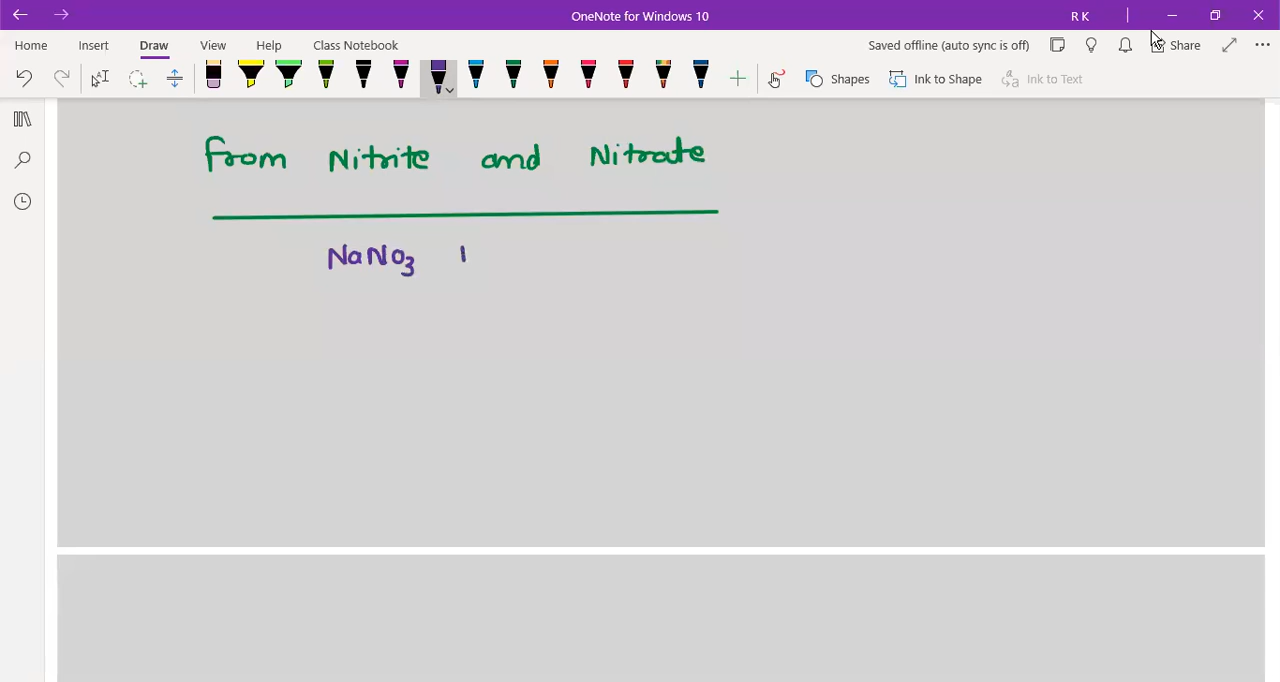 OneNote for Windows 10 R K
Home Insert Draw View Help Class Notebook Saved offline (auto sync is off) Share
Shapes Ink to Shape Ink to Text
From Nitrite and Nitrate
NaNO3